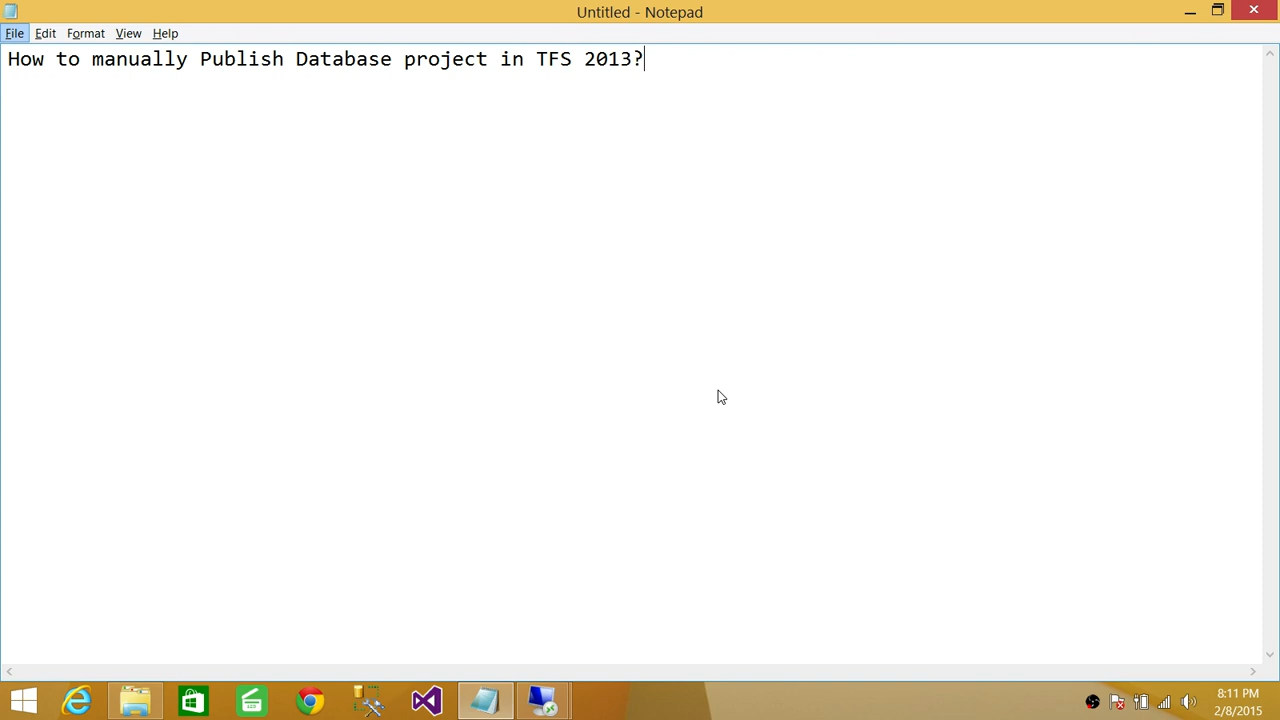 Untitled - Notepad
File Edit Format View Help
How to manually Publish Database project in TFS 2013?
8:11 PM
2/8/2015